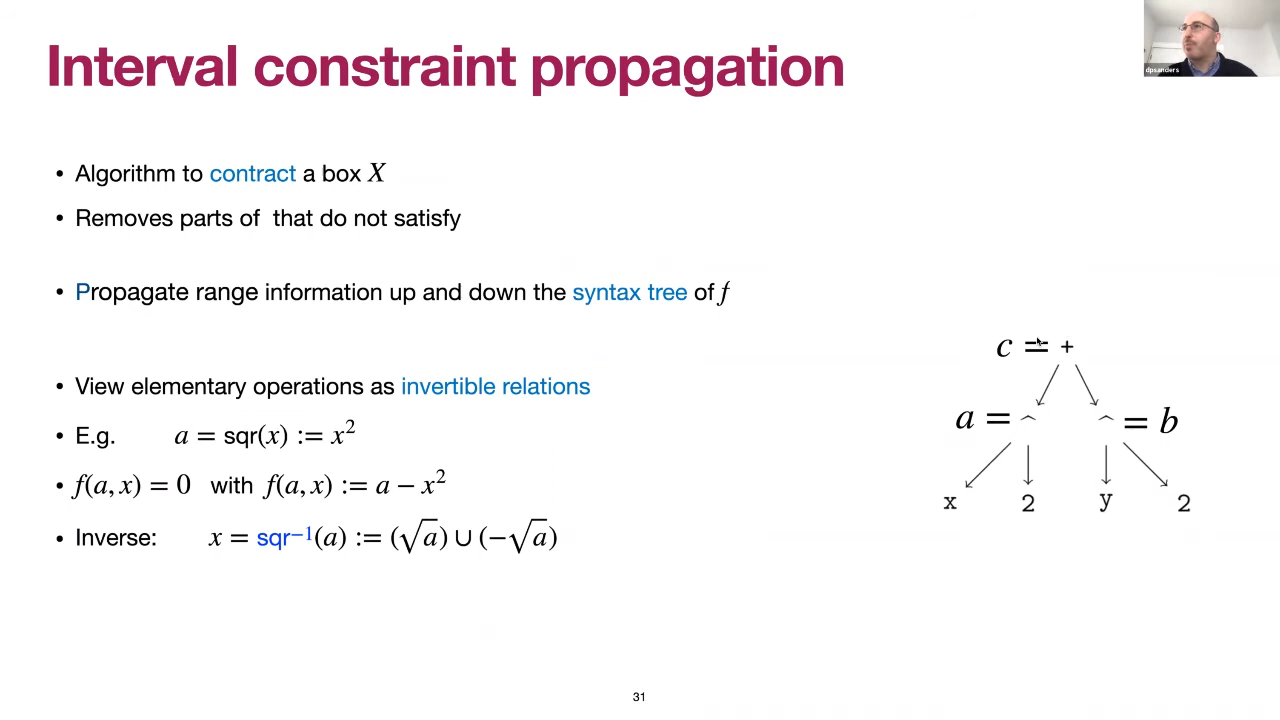 Interval constraint propagation
dpsanders
• Algorithm to contract a box X
• Removes parts of that do not satisfy
• Propagate range information up and down the syntax tree of f
c = +
a = ^ ^ = b
x 2 y 2
• View elementary operations as invertible relations
• E.g. a = sqr(x) := x²
• f(a, x) = 0 with f(a, x) := a − x²
• Inverse: x = sqr⁻¹(a) := (√a) ∪ (−√a)
31